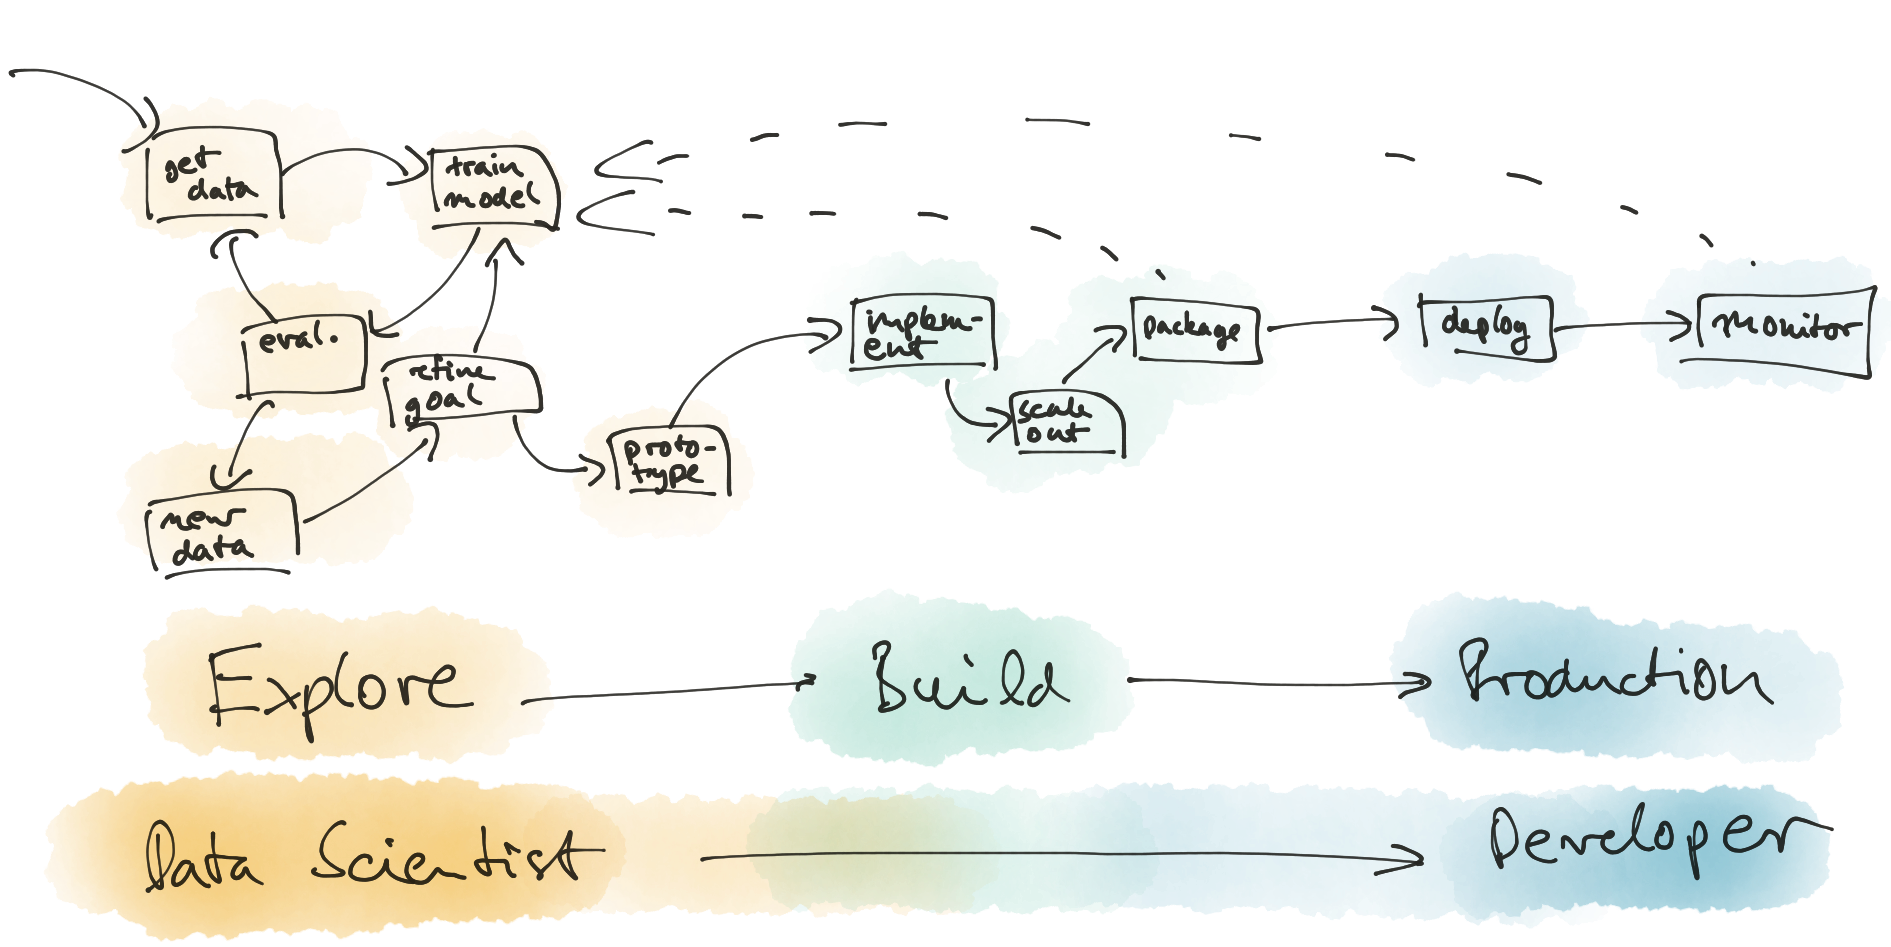 get
data
train
model
eval.
refine
goal
new
data
proto-
type
implem-
ent
scale
out
package
deploy
monitor
Explore
Build
Production
Data Scientist
Developer